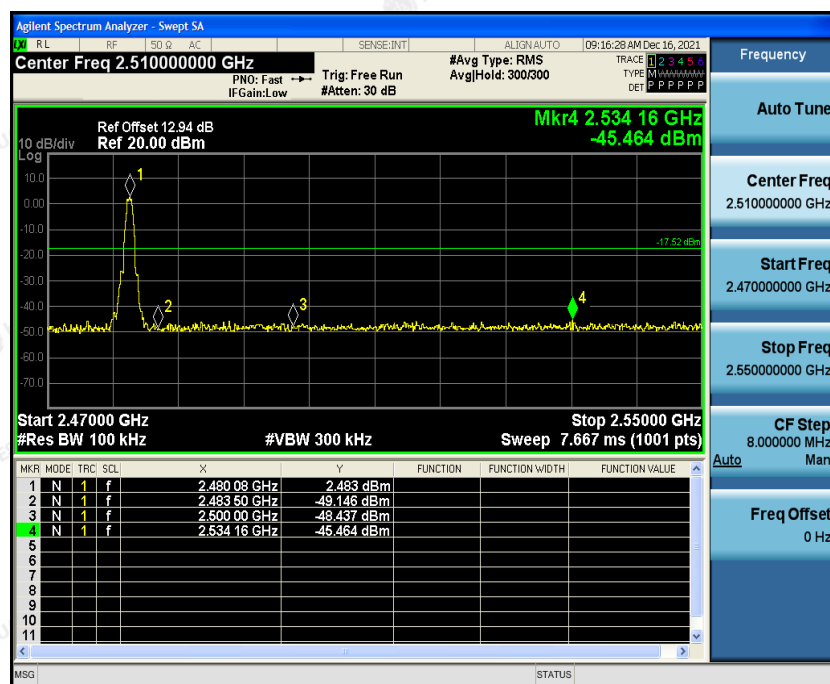 Agilent Spectrum Analyzer - Swept SA
LXI RL RF 50 Ω AC SENSE:INT ALIGN AUTO 09:16:28 AM Dec 16, 2021
Center Freq 2.510000000 GHz
PNO: Fast
IFGain:Low
Trig: Free Run
#Atten: 30 dB
#Avg Type: RMS
Avg|Hold: 300/300
TRACE 1 2 3 4 5 6
TYPE M
DET P P P P P P
Frequency
Auto Tune
Center Freq
2.510000000 GHz
Start Freq
2.470000000 GHz
Stop Freq
2.550000000 GHz
CF Step
8.000000 MHz
Auto Man
Freq Offset
0 Hz
Mkr4 2.534 16 GHz
-45.464 dBm
Ref Offset 12.94 dB
10 dB/div Ref 20.00 dBm
Log
10.0
0.00
-10.0
-20.0
-30.0
-40.0
-50.0
-60.0
-70.0
1
2
3
4
-17.52 dBm
Start 2.47000 GHz Stop 2.55000 GHz
#Res BW 100 kHz #VBW 300 kHz Sweep 7.667 ms (1001 pts)
MKR MODE TRC SCL X Y FUNCTION FUNCTION WIDTH FUNCTION VALUE
1 N 1 f 2.480 08 GHz 2.483 dBm
2 N 1 f 2.483 50 GHz -49.146 dBm
3 N 1 f 2.500 00 GHz -48.437 dBm
4 N 1 f 2.534 16 GHz -45.464 dBm
5
6
7
8
9
10
11
MSG STATUS